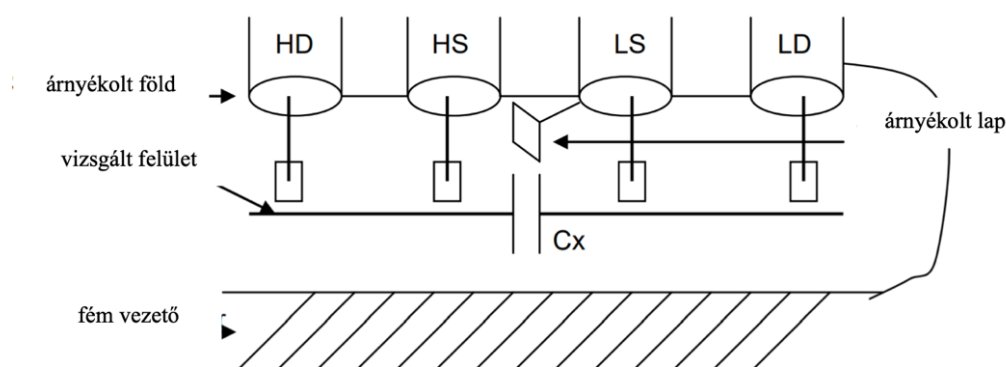 HD HS LS LD
árnyékolt föld
árnyékolt lap
vizsgált felület
Cx
fém vezető